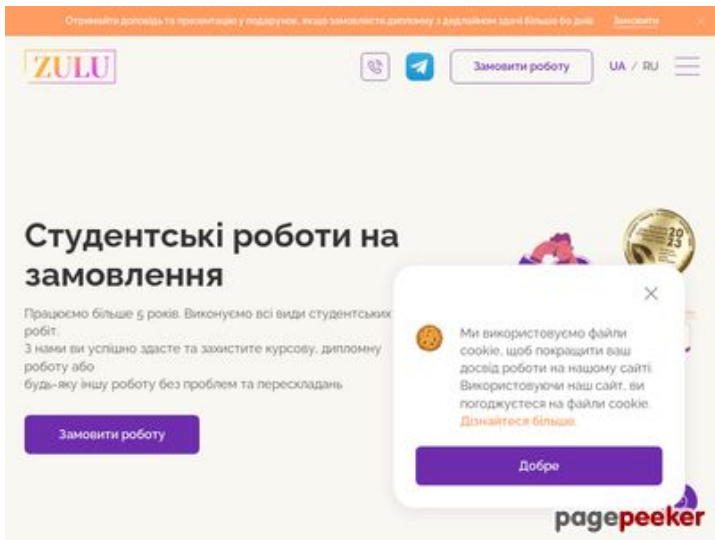 Отримайте доповідь та презентацію у подарунок, якщо замовляєте дипломну з дедлайном здачі більше 60 днів Замовити
ZULU
Замовити роботу
UA / RU
Студентські роботи на
замовлення
Працюємо більше 5 років. Виконуємо всі види студентських
робіт.
З нами ви успішно здасте та захистите курсову, дипломну
роботу або
будь-яку іншу роботу без проблем та перескладань
Замовити роботу
2023
Ми використовуємо файли
cookie, щоб покращити ваш
досвід роботи на нашому сайті.
Використовуючи наш сайт, ви
погоджуєтеся на файли cookie.
Дізнайтеся більше.
Добре
pagepeeker